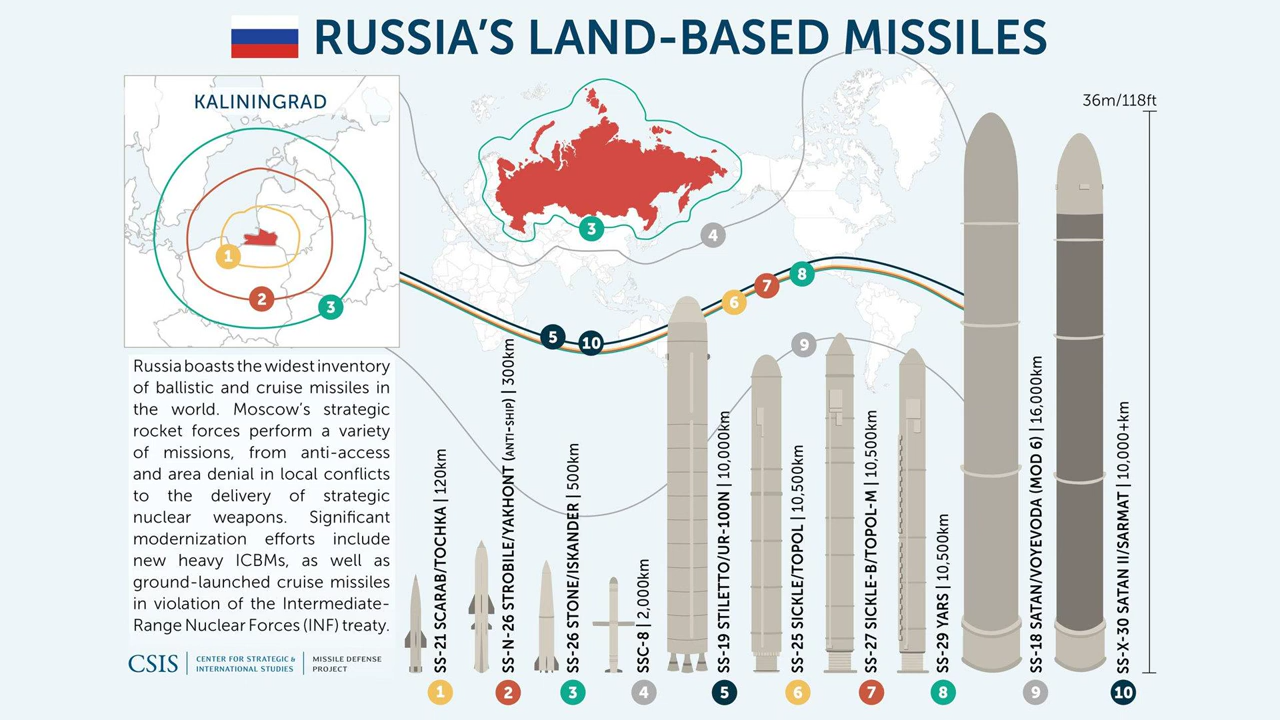 RUSSIA'S LAND-BASED MISSILES
KALININGRAD
1
2
3
3
4
5
10
6
7
8
9
36m/118ft
Russia boasts the widest inventory
of ballistic and cruise missiles in
the world. Moscow's strategic
rocket forces perform a variety
of missions, from anti-access
and area denial in local conflicts
to the delivery of strategic
nuclear weapons. Significant
modernization efforts include
new heavy ICBMs, as well as
ground-launched cruise missiles
in violation of the Intermediate-
Range Nuclear Forces (INF) treaty.
CSIS
CENTER FOR STRATEGIC &
INTERNATIONAL STUDIES
MISSILE DEFENSE
PROJECT
SS-21 SCARAB/TOCHKA | 120km
1
SS-N-26 STROBILE/YAKHONT (ANTI-SHIP) | 300km
2
SS-26 STONE/ISKANDER | 500km
3
SSC-8 | 2,000km
4
SS-19 STILETTO/UR-100N | 10,000km
5
SS-25 SICKLE/TOPOL | 10,500km
6
SS-27 SICKLE-B/TOPOL-M | 10,500km
7
SS-29 YARS | 10,500km
8
SS-18 SATAN/VOYEVODA (MOD 6) | 16,000km
9
SS-X-30 SATAN II/SARMAT | 10,000+km
10